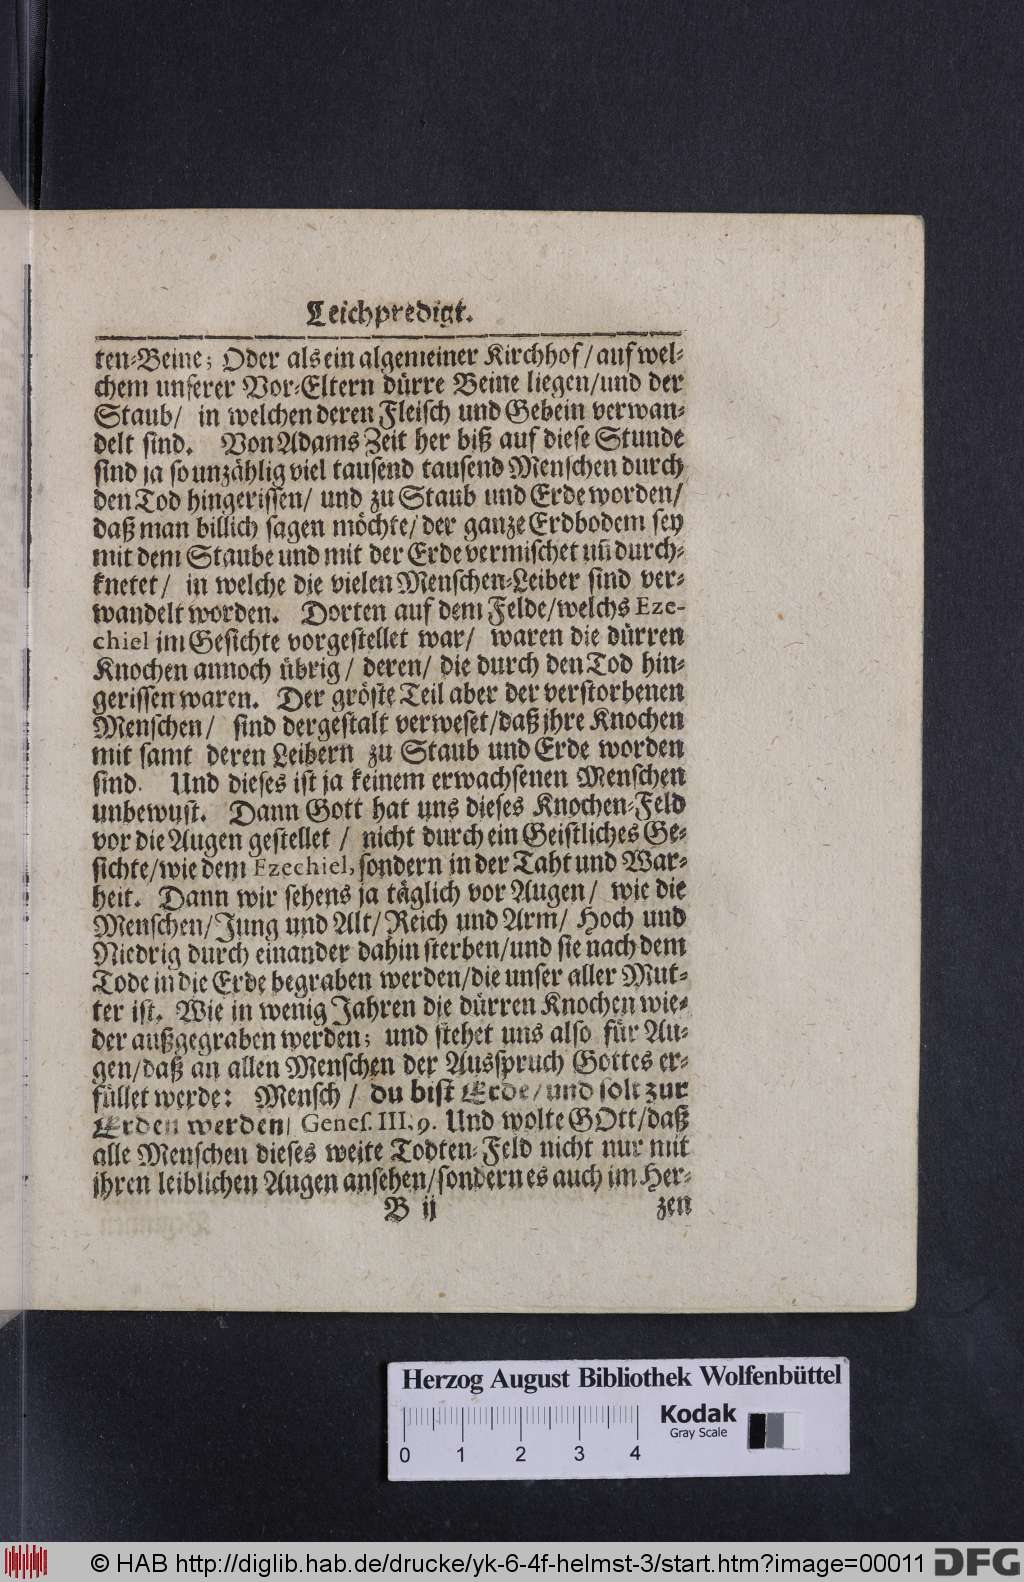 Leichpredigt.
ten-Beine; Oder als ein algemeiner Kirchhof/ auf wel-
chem unserer Vor-Eltern dürre Beine liegen/ und der
Staub/ in welchen deren Fleisch und Gebein verwan-
delt sind. Von Adams Zeit her biß auf diese Stunde
sind ja so unzählig viel tausend tausend Menschen durch
den Tod hingerissen/ und zu Staub und Erde worden/
daß man billich sagen möchte/ der ganze Erdbodem sey
mit dem Staube und mit der Erde vermischet uñ durch-
knetet/ in welche die vielen Menschen-Leiber sind ver-
wandelt worden. Dorten auf dem Felde/ welchs Eze-
chiel im Gesichte vorgestellet war/ waren die dürren
Knochen annoch übrig/ deren/ die durch den Tod hin-
gerissen waren. Der gröste Teil aber der verstorbenen
Menschen/ sind dergestalt verweset/ daß jhre Knochen
mit samt deren Leibern zu Staub und Erde worden
sind. Und dieses ist ja keinem erwachsenen Menschen
unbewust. Dann Gott hat uns dieses Knochen-Feld
vor die Augen gestellet/ nicht durch ein Geistliches Ge-
sichte/ wie dem Ezechiel, sondern in der Taht und War-
heit. Dann wir sehens ja täglich vor Augen/ wie die
Menschen/ Jung und Alt/ Reich und Arm/ Hoch und
Niedrig durch einander dahin sterben/ und sie nach dem
Tode in die Erde begraben werden/ die unser aller Mut-
ter ist. Wie in wenig Jahren die dürren Knochen wie-
der außgegraben werden; und stehet uns also für Au-
gen/ daß an allen Menschen der Ausspruch Gottes er-
füllet werde: Mensch/ du bist Erde/ und solt zur
Erden werden/ Genes. III, 9. Und wolte GOtt/ daß
alle Menschen dieses weite Todten-Feld nicht nur mit
jhren leiblichen Augen ansehen/ sondern es auch im Her-
B ij zen
Herzog August Bibliothek Wolfenbüttel
Kodak
Gray Scale
0 1 2 3 4
© HAB http://diglib.hab.de/drucke/yk-6-4f-helmst-3/start.htm?image=00011
DFG